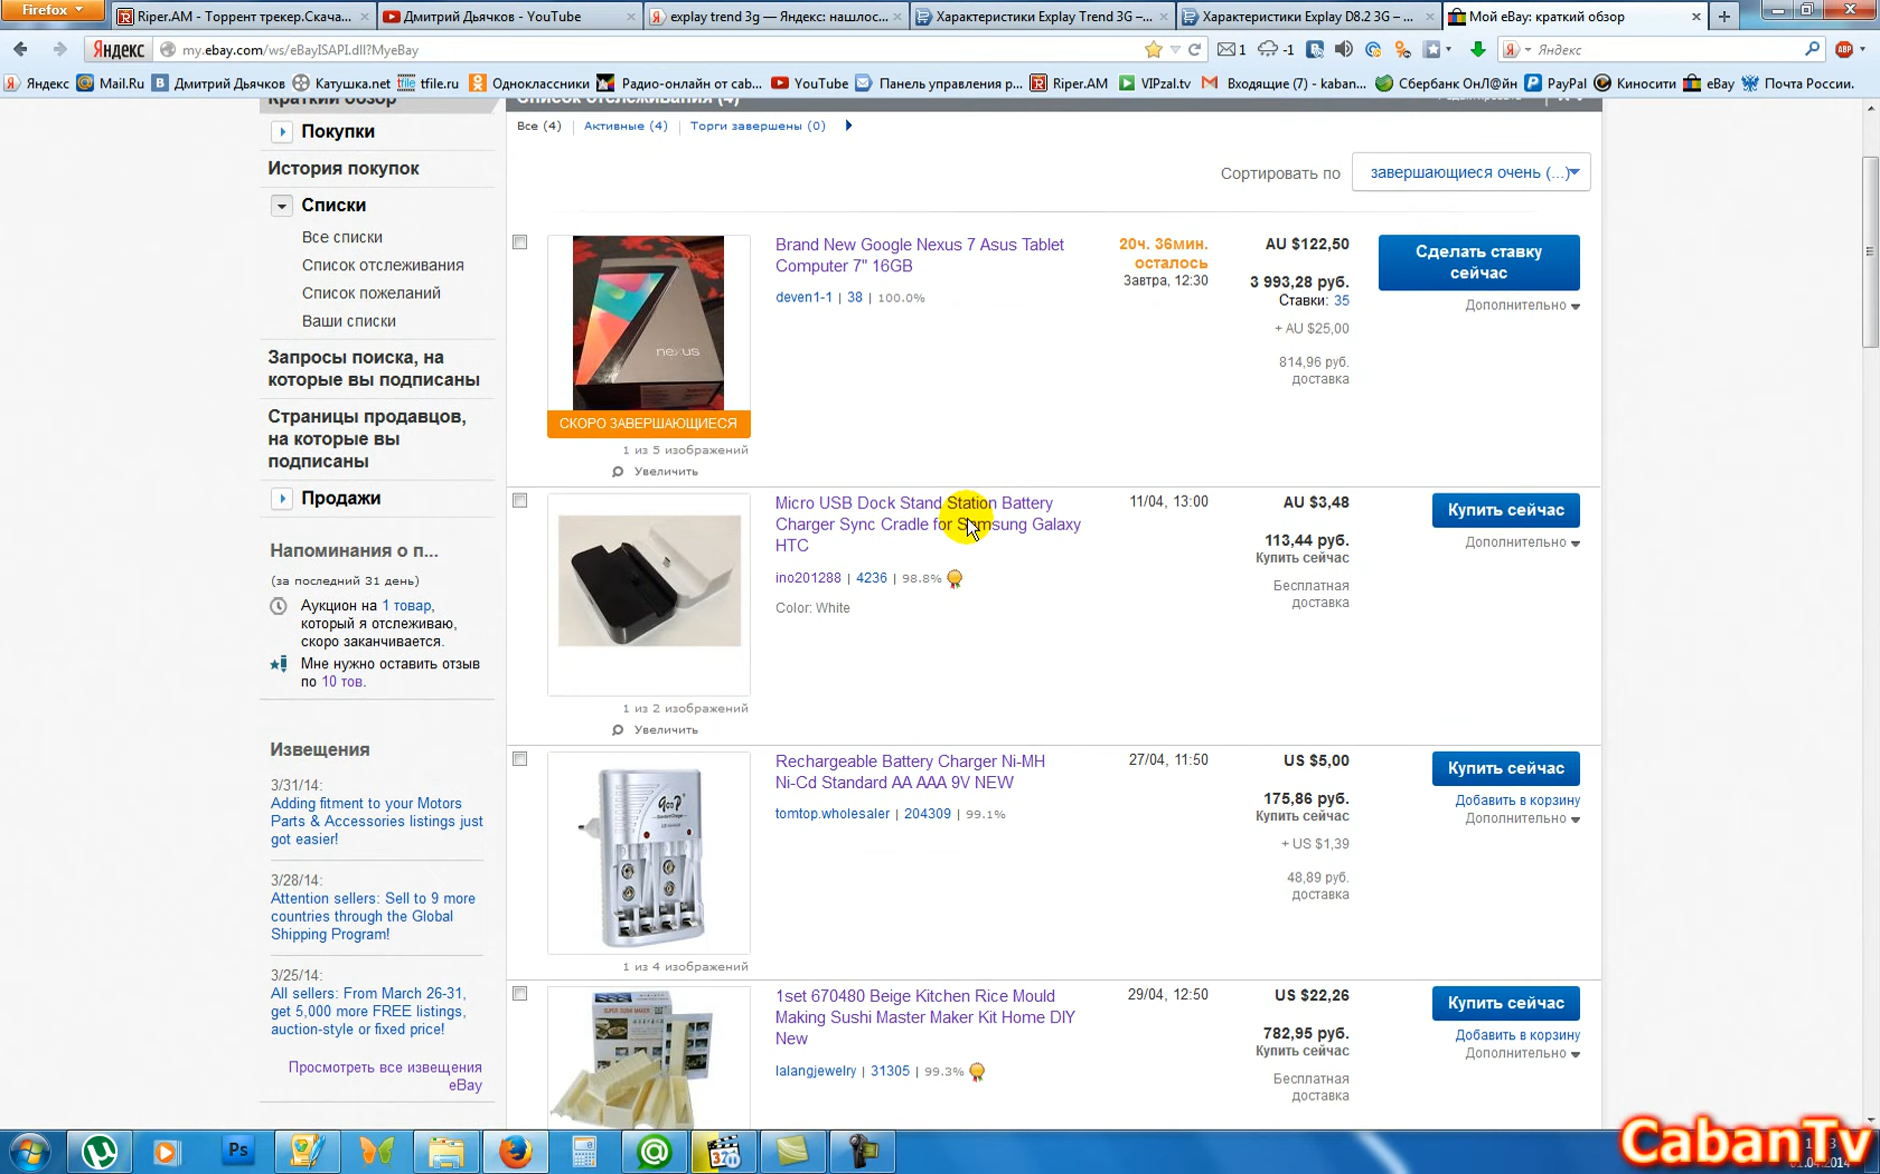 Firefox
Riper.AM - Торрент трекер.Скача...
Дмитрий Дьячков - YouTube
explay trend 3g — Яндекс: нашлос...
Характеристики Explay Trend 3G –...
Характеристики Explay D8.2 3G – ...
Мой eBay: краткий обзор
Яндекс
my.ebay.com/ws/eBayISAPI.dll?MyeBay
1
-1
Яндекс
Яндекс
Mail.Ru
Дмитрий Дьячков
Катушка.net
tfile.ru
Одноклассники
Радио-онлайн от cab...
YouTube
Панель управления р...
Riper.AM
VIPzal.tv
Входящие (7) - kaban...
Сбербанк ОнЛ@йн
PayPal
Киносити
eBay
Почта России.
Краткий обзор
Покупки
История покупок
Списки
Все списки
Список отслеживания
Список пожеланий
Ваши списки
Запросы поиска, на
которые вы подписаны
Страницы продавцов,
на которые вы
подписаны
Продажи
Напоминания о п...
(за последний 31 день)
Аукцион на 1 товар,
который я отслеживаю,
скоро заканчивается.
Мне нужно оставить отзыв
по 10 тов.
Извещения
3/31/14:
Adding fitment to your Motors
Parts & Accessories listings just
got easier!
3/28/14:
Attention sellers: Sell to 9 more
countries through the Global
Shipping Program!
3/25/14:
All sellers: From March 26-31,
get 5,000 more FREE listings,
auction-style or fixed price!
Просмотреть все извещения
eBay
Список отслеживания (4)
Все (4) | Активные (4) | Торги завершены (0)
Сортировать по
завершающиеся очень (...)
nexus
СКОРО ЗАВЕРШАЮЩИЕСЯ
1 из 5 изображений
Увеличить
Brand New Google Nexus 7 Asus Tablet
Computer 7" 16GB
deven1-1 | 38 | 100.0%
20ч. 36мин.
осталось
Завтра, 12:30
AU $122,50
3 993,28 руб.
Ставки: 35
+ AU $25,00
814,96 руб.
доставка
Сделать ставку
сейчас
Дополнительно
1 из 2 изображений
Увеличить
Micro USB Dock Stand Station Battery
Charger Sync Cradle for Samsung Galaxy
HTC
ino201288 | 4236 | 98.8%
Color: White
11/04, 13:00
AU $3,48
113,44 руб.
Купить сейчас
Бесплатная
доставка
Купить сейчас
Дополнительно
1 из 4 изображений
Rechargeable Battery Charger Ni-MH
Ni-Cd Standard AA AAA 9V NEW
tomtop.wholesaler | 204309 | 99.1%
27/04, 11:50
US $5,00
175,86 руб.
Купить сейчас
+ US $1,39
48,89 руб.
доставка
Купить сейчас
Добавить в корзину
Дополнительно
1set 670480 Beige Kitchen Rice Mould
Making Sushi Master Maker Kit Home DIY
New
lalangjewelry | 31305 | 99.3%
29/04, 12:50
US $22,26
782,95 руб.
Купить сейчас
Бесплатная
доставка
Купить сейчас
Добавить в корзину
Дополнительно
Ps
CabanTv